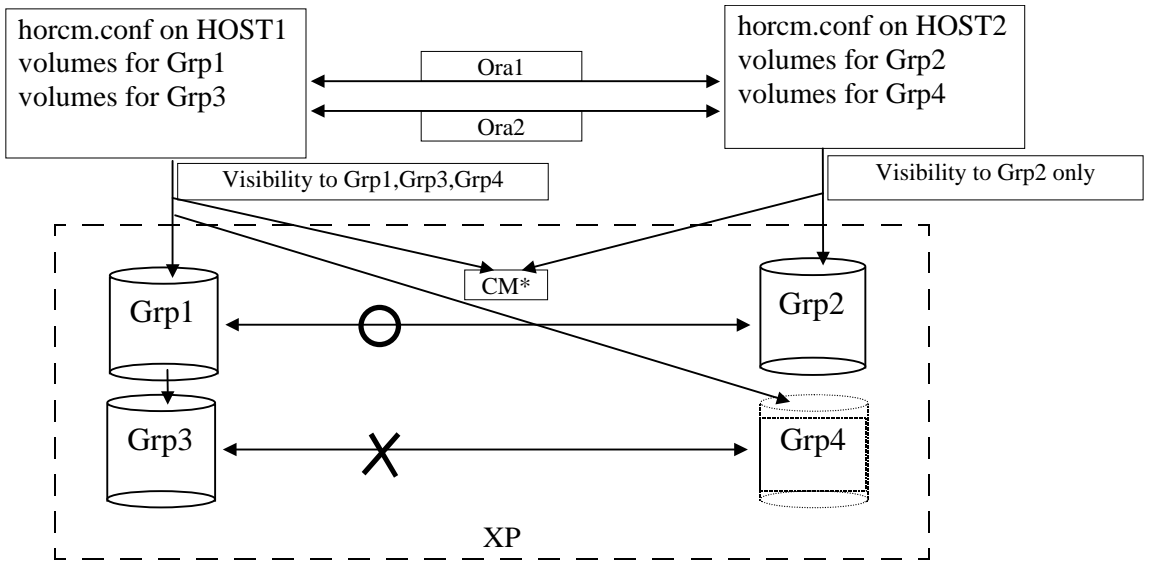 horcm.conf on HOST1
volumes for Grp1
volumes for Grp3
horcm.conf on HOST2
volumes for Grp2
volumes for Grp4
Ora1
Ora2
Visibility to Grp1,Grp3,Grp4
Visibility to Grp2 only
CM*
Grp1
Grp2
Grp3
Grp4
XP